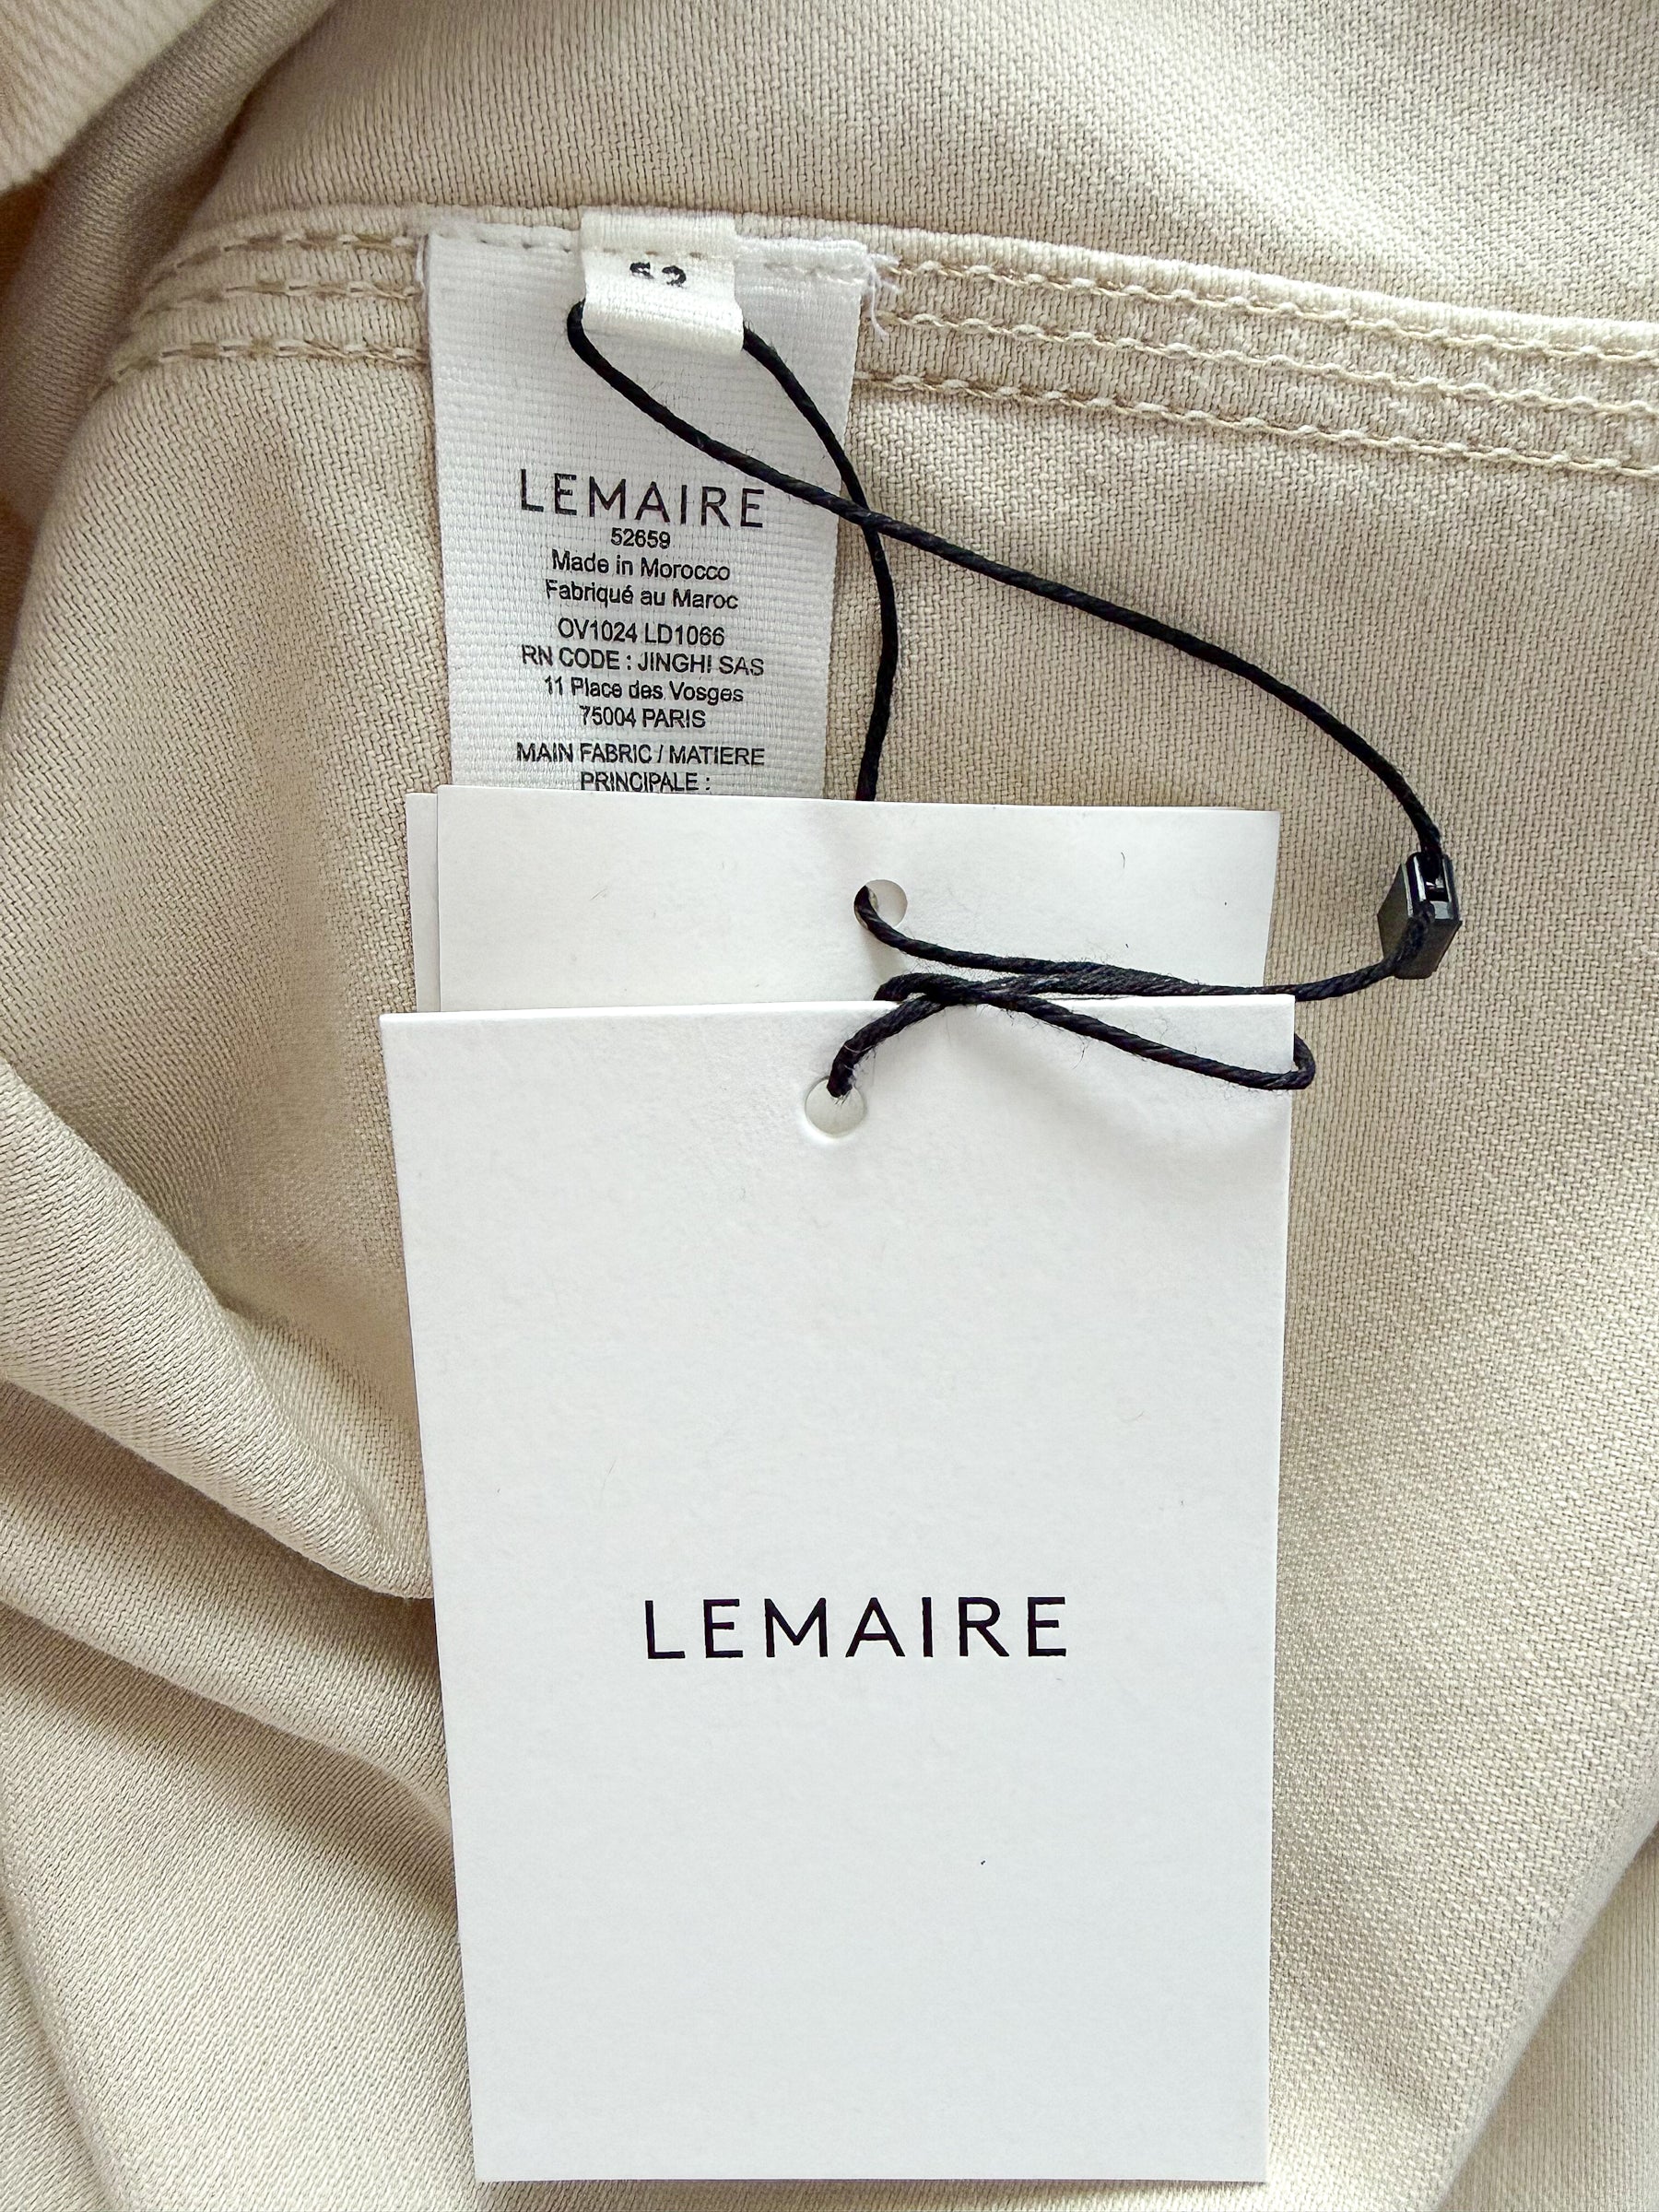 LEMAIRE
52659
Made in Morocco
Fabriqué au Maroc
OV1024 LD1066
RN CODE : JINGHI SAS
11 Place des Vosges
75004 PARIS
MAIN FABRIC / MATIERE
PRINCIPALE :
LEMAIRE